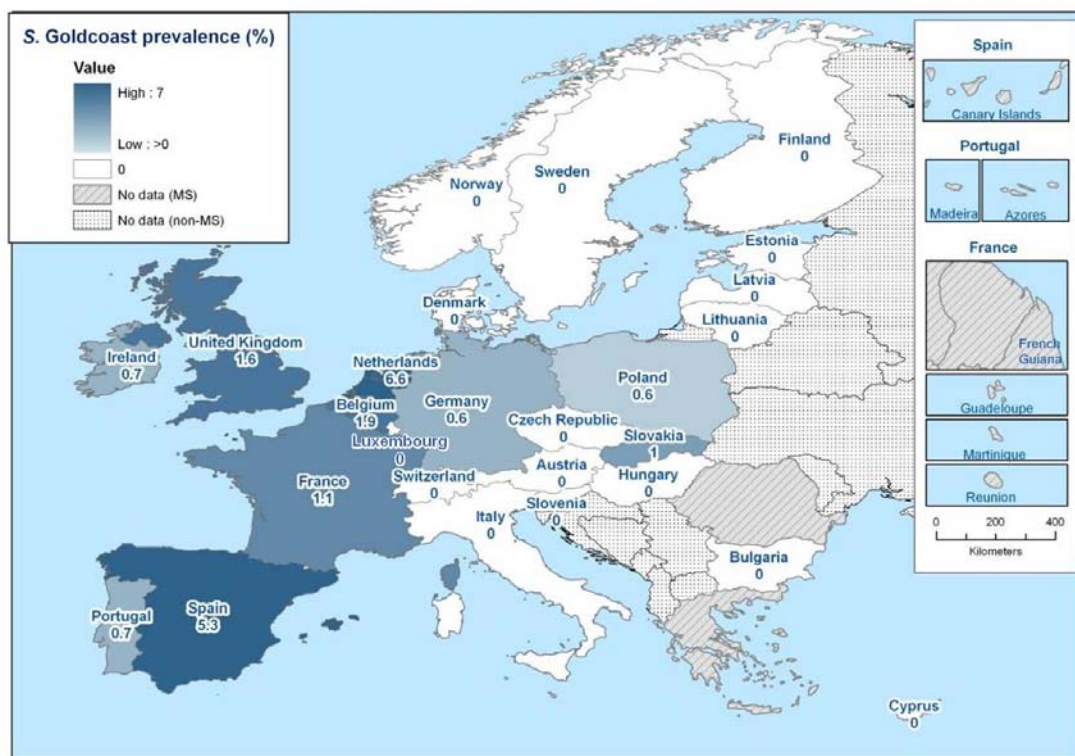 S. Goldcoast prevalence (%)
Value
High : 7
Low : >0
0
No data (MS)
No data (non-MS)
Spain
Canary Islands
Portugal
Madeira
Azores
France
French
Guiana
Guadeloupe
Martinique
Reunion
0 200 400
Kilometers
Finland
0
Sweden
0
Norway
0
Estonia
0
Latvia
0
Lithuania
0
Denmark
0
Ireland
0.7
United Kingdom
1.6
Netherlands
6.6
Belgium
1.9
Luxembourg
0
Germany
0.6
Poland
0.6
Czech Republic
0
Slovakia
1
Austria
0
Hungary
0
Switzerland
0
Slovenia
0
France
1.1
Italy
0
Bulgaria
0
Portugal
0.7
Spain
5.3
Cyprus
0